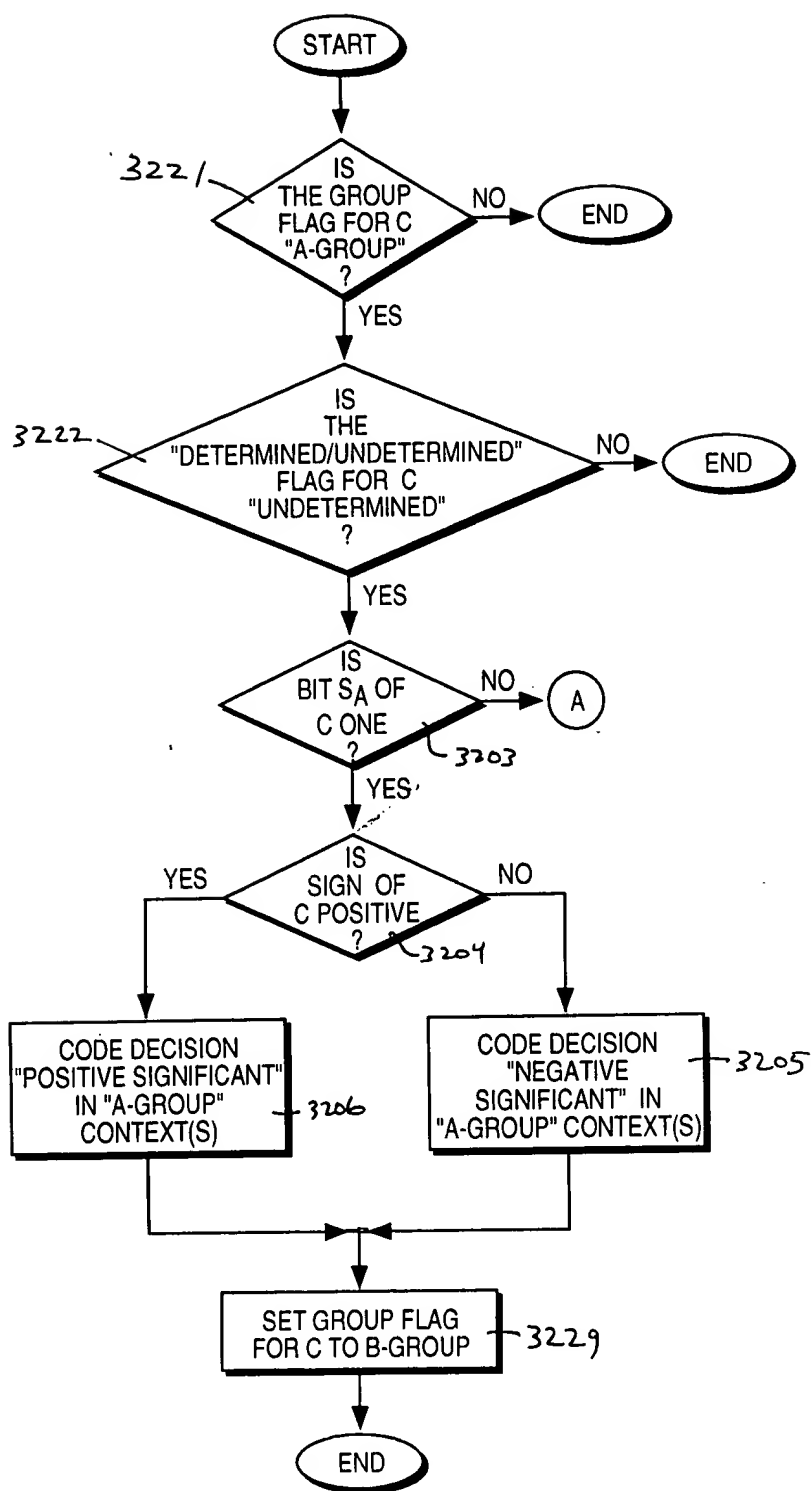 START
3221
IS
THE GROUP
FLAG FOR C
"A-GROUP"
?
NO
END
YES
3222
IS
THE
"DETERMINED/UNDETERMINED"
FLAG FOR C
"UNDETERMINED"
?
NO
END
YES
IS
BIT SA OF
C ONE
?
NO
A
3203
YES
IS
SIGN OF
C POSITIVE
?
YES
NO
3204
CODE DECISION
"POSITIVE SIGNIFICANT"
IN "A-GROUP"
CONTEXT(S)
3206
CODE DECISION
"NEGATIVE
SIGNIFICANT" IN
"A-GROUP" CONTEXT(S)
3205
SET GROUP FLAG
FOR C TO B-GROUP
3229
END